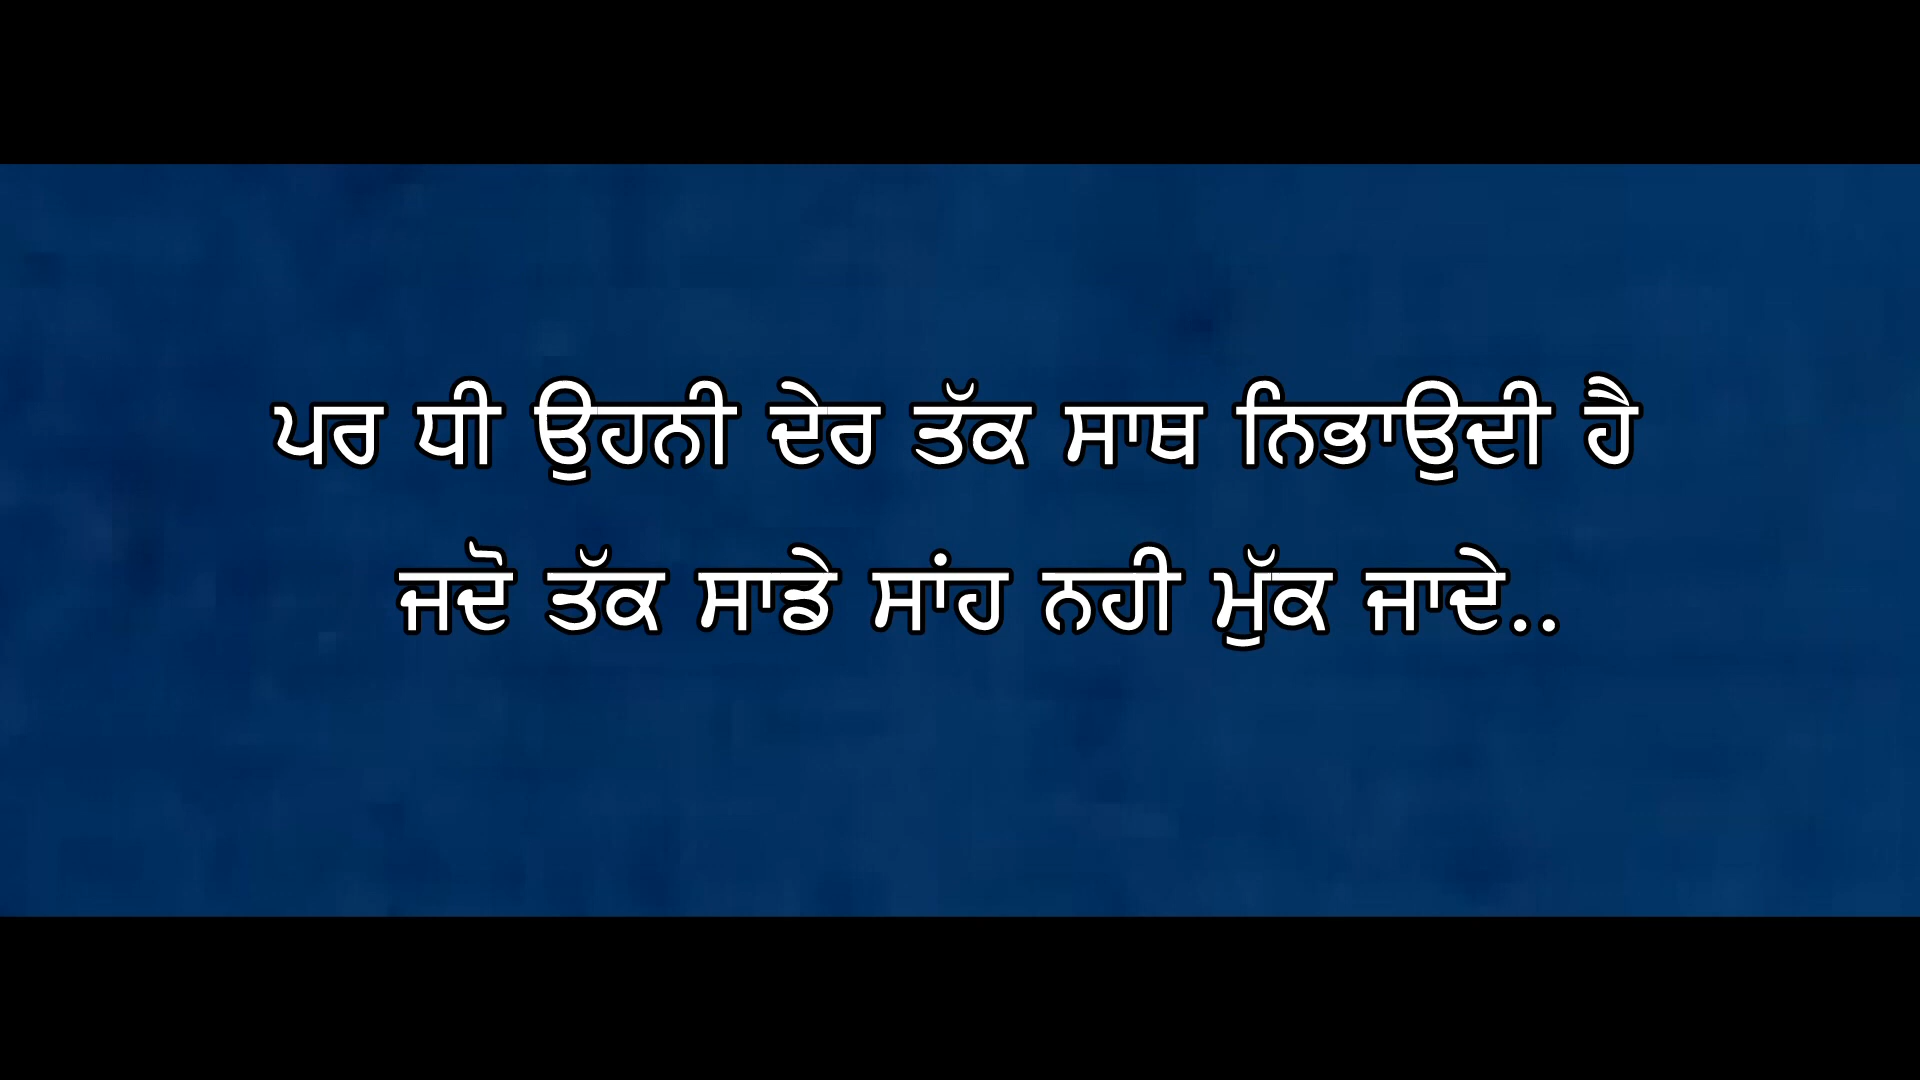 ਪਰ ਧੀ ਉਹਨੀ ਦੇਰ ਤੱਕ ਸਾਥ ਨਿਭਾਉਦੀ ਹੈ
ਜਦੋ ਤੱਕ ਸਾਡੇ ਸਾਂਹ ਨਹੀ ਮੁੱਕ ਜਾਦੇ..